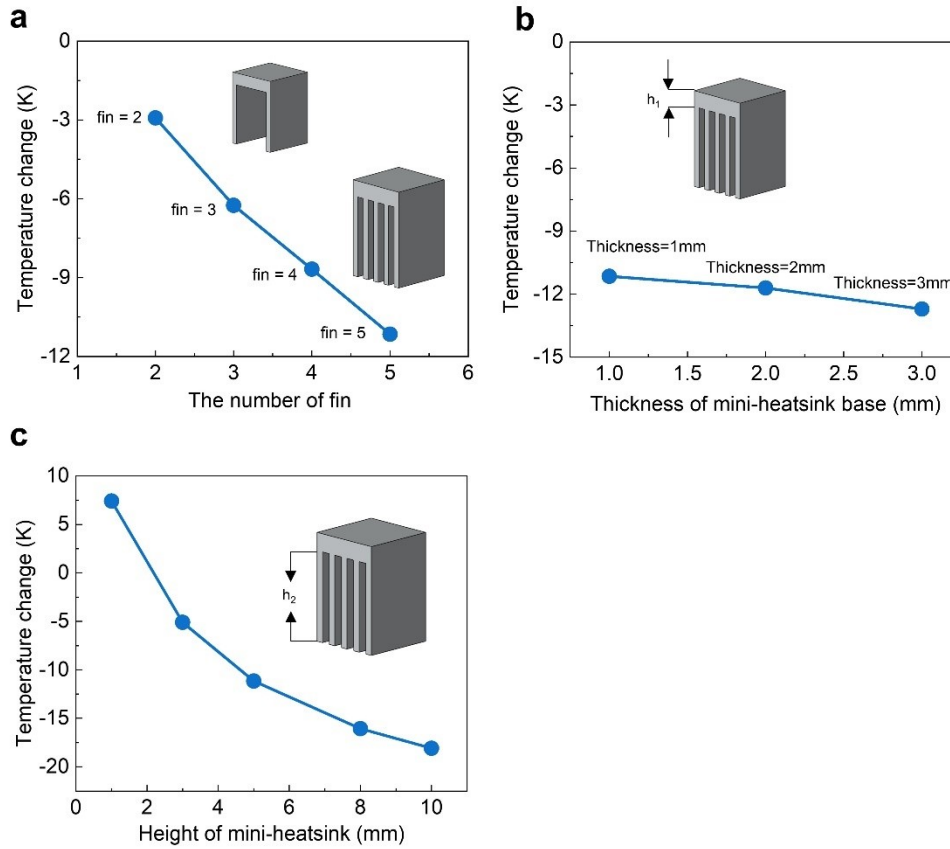 a
0
-3
-6
-9
-12
Temperature change (K)
fin = 2
fin = 3
fin = 4
fin = 5
1 2 3 4 5 6
The number of fin
b
0
-3
-6
-9
-12
-15
Temperature change (K)
h1
Thickness=1mm
Thickness=2mm
Thickness=3mm
1.0 1.5 2.0 2.5 3.0
Thickness of mini-heatsink base (mm)
c
10
5
0
-5
-10
-15
-20
Temperature change (K)
h2
0 2 4 6 8 10
Height of mini-heatsink (mm)